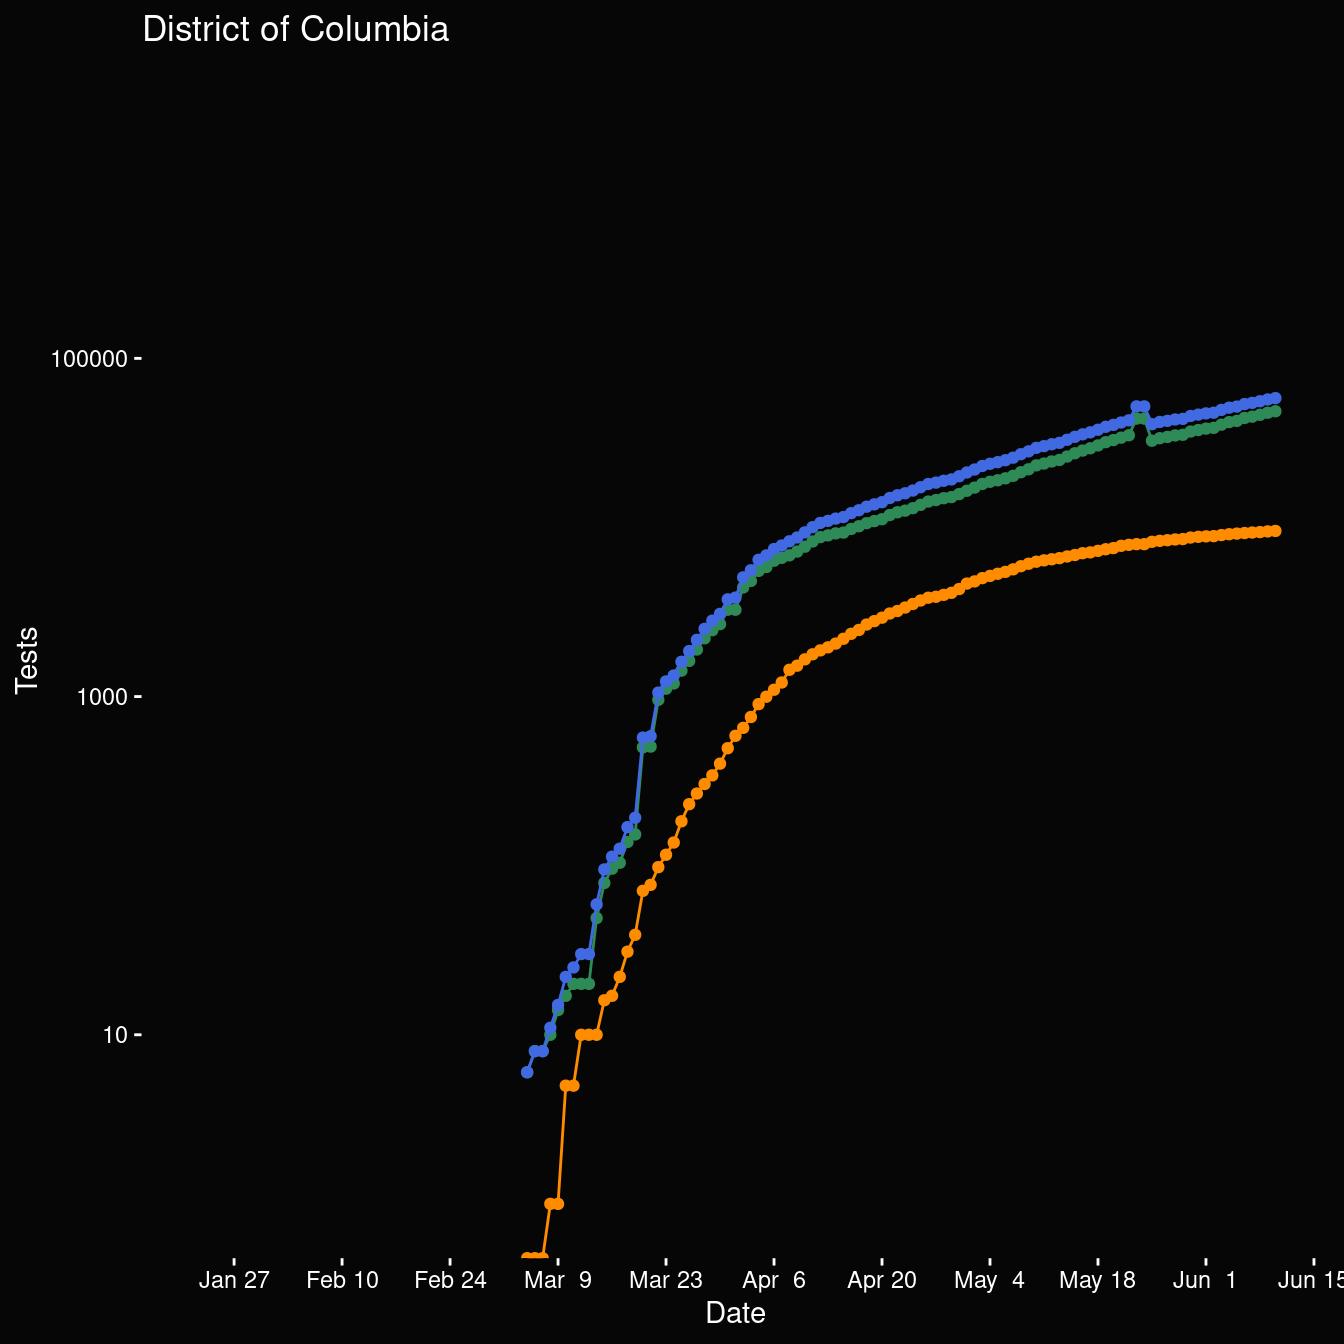 District of Columbia
100000
1000
10
Tests
Jan 27
Feb 10
Feb 24
Mar 9
Mar 23
Apr 6
Apr 20
May 4
May 18
Jun 1
Jun 15
Date